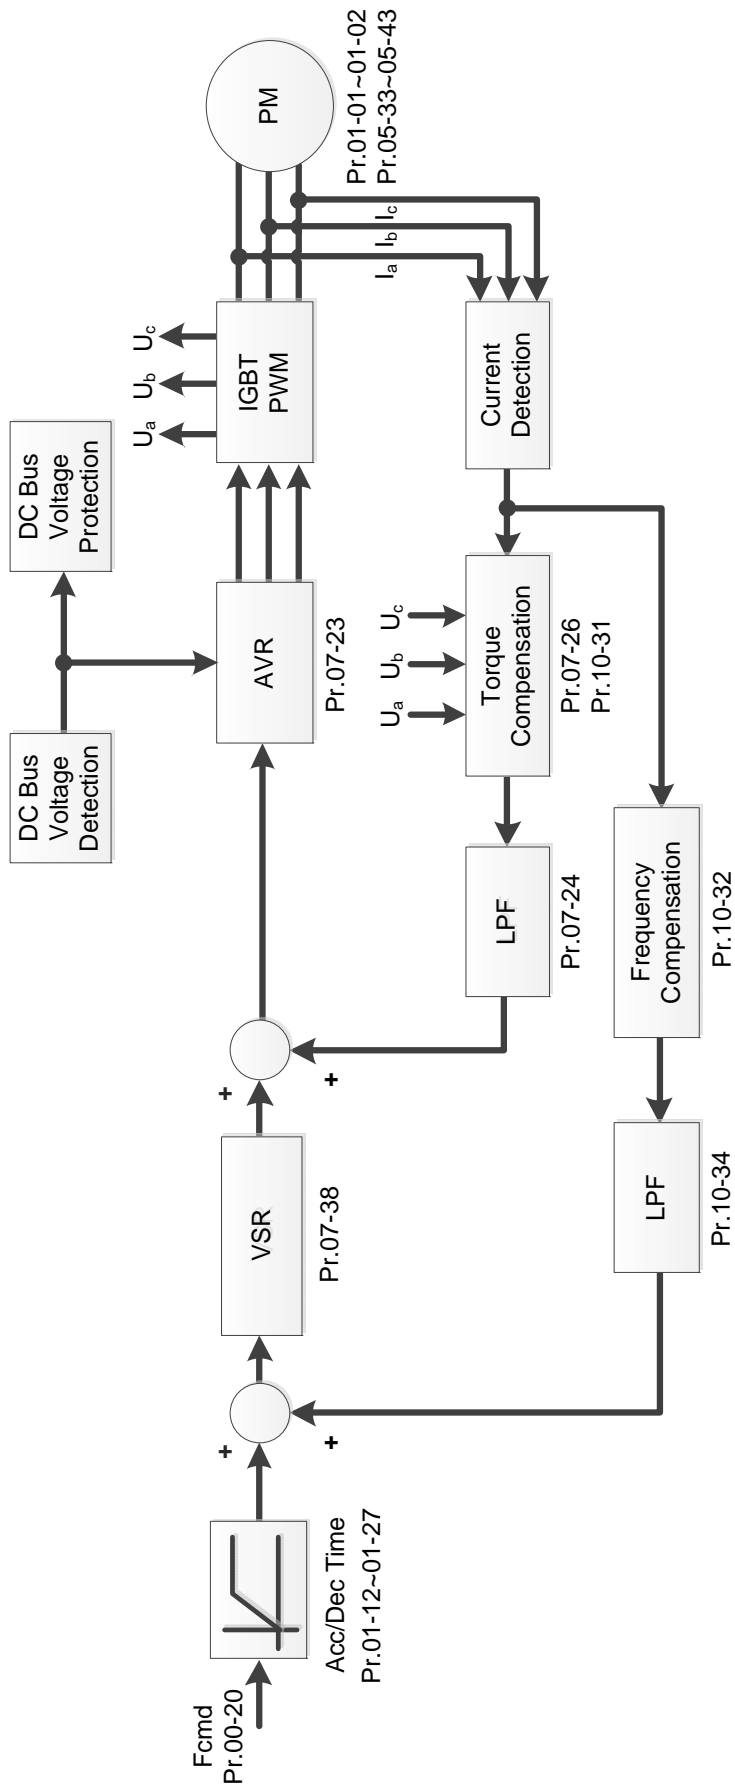 Fcmd
Pr.00-20
Acc/Dec Time
Pr.01-12~01-27
+
+
VSR
Pr.07-38
+
+
DC Bus
Voltage
Detection
DC Bus
Voltage
Protection
AVR
Pr.07-23
Ua
Ub
Uc
IGBT
PWM
PM
Pr.01-01~01-02
Pr.05-33~05-43
Ia
Ib
Ic
Current
Detection
Ua
Ub
Uc
Torque
Compensation
Pr.07-26
Pr.10-31
LPF
Pr.07-24
Frequency
Compensation
Pr.10-32
LPF
Pr.10-34